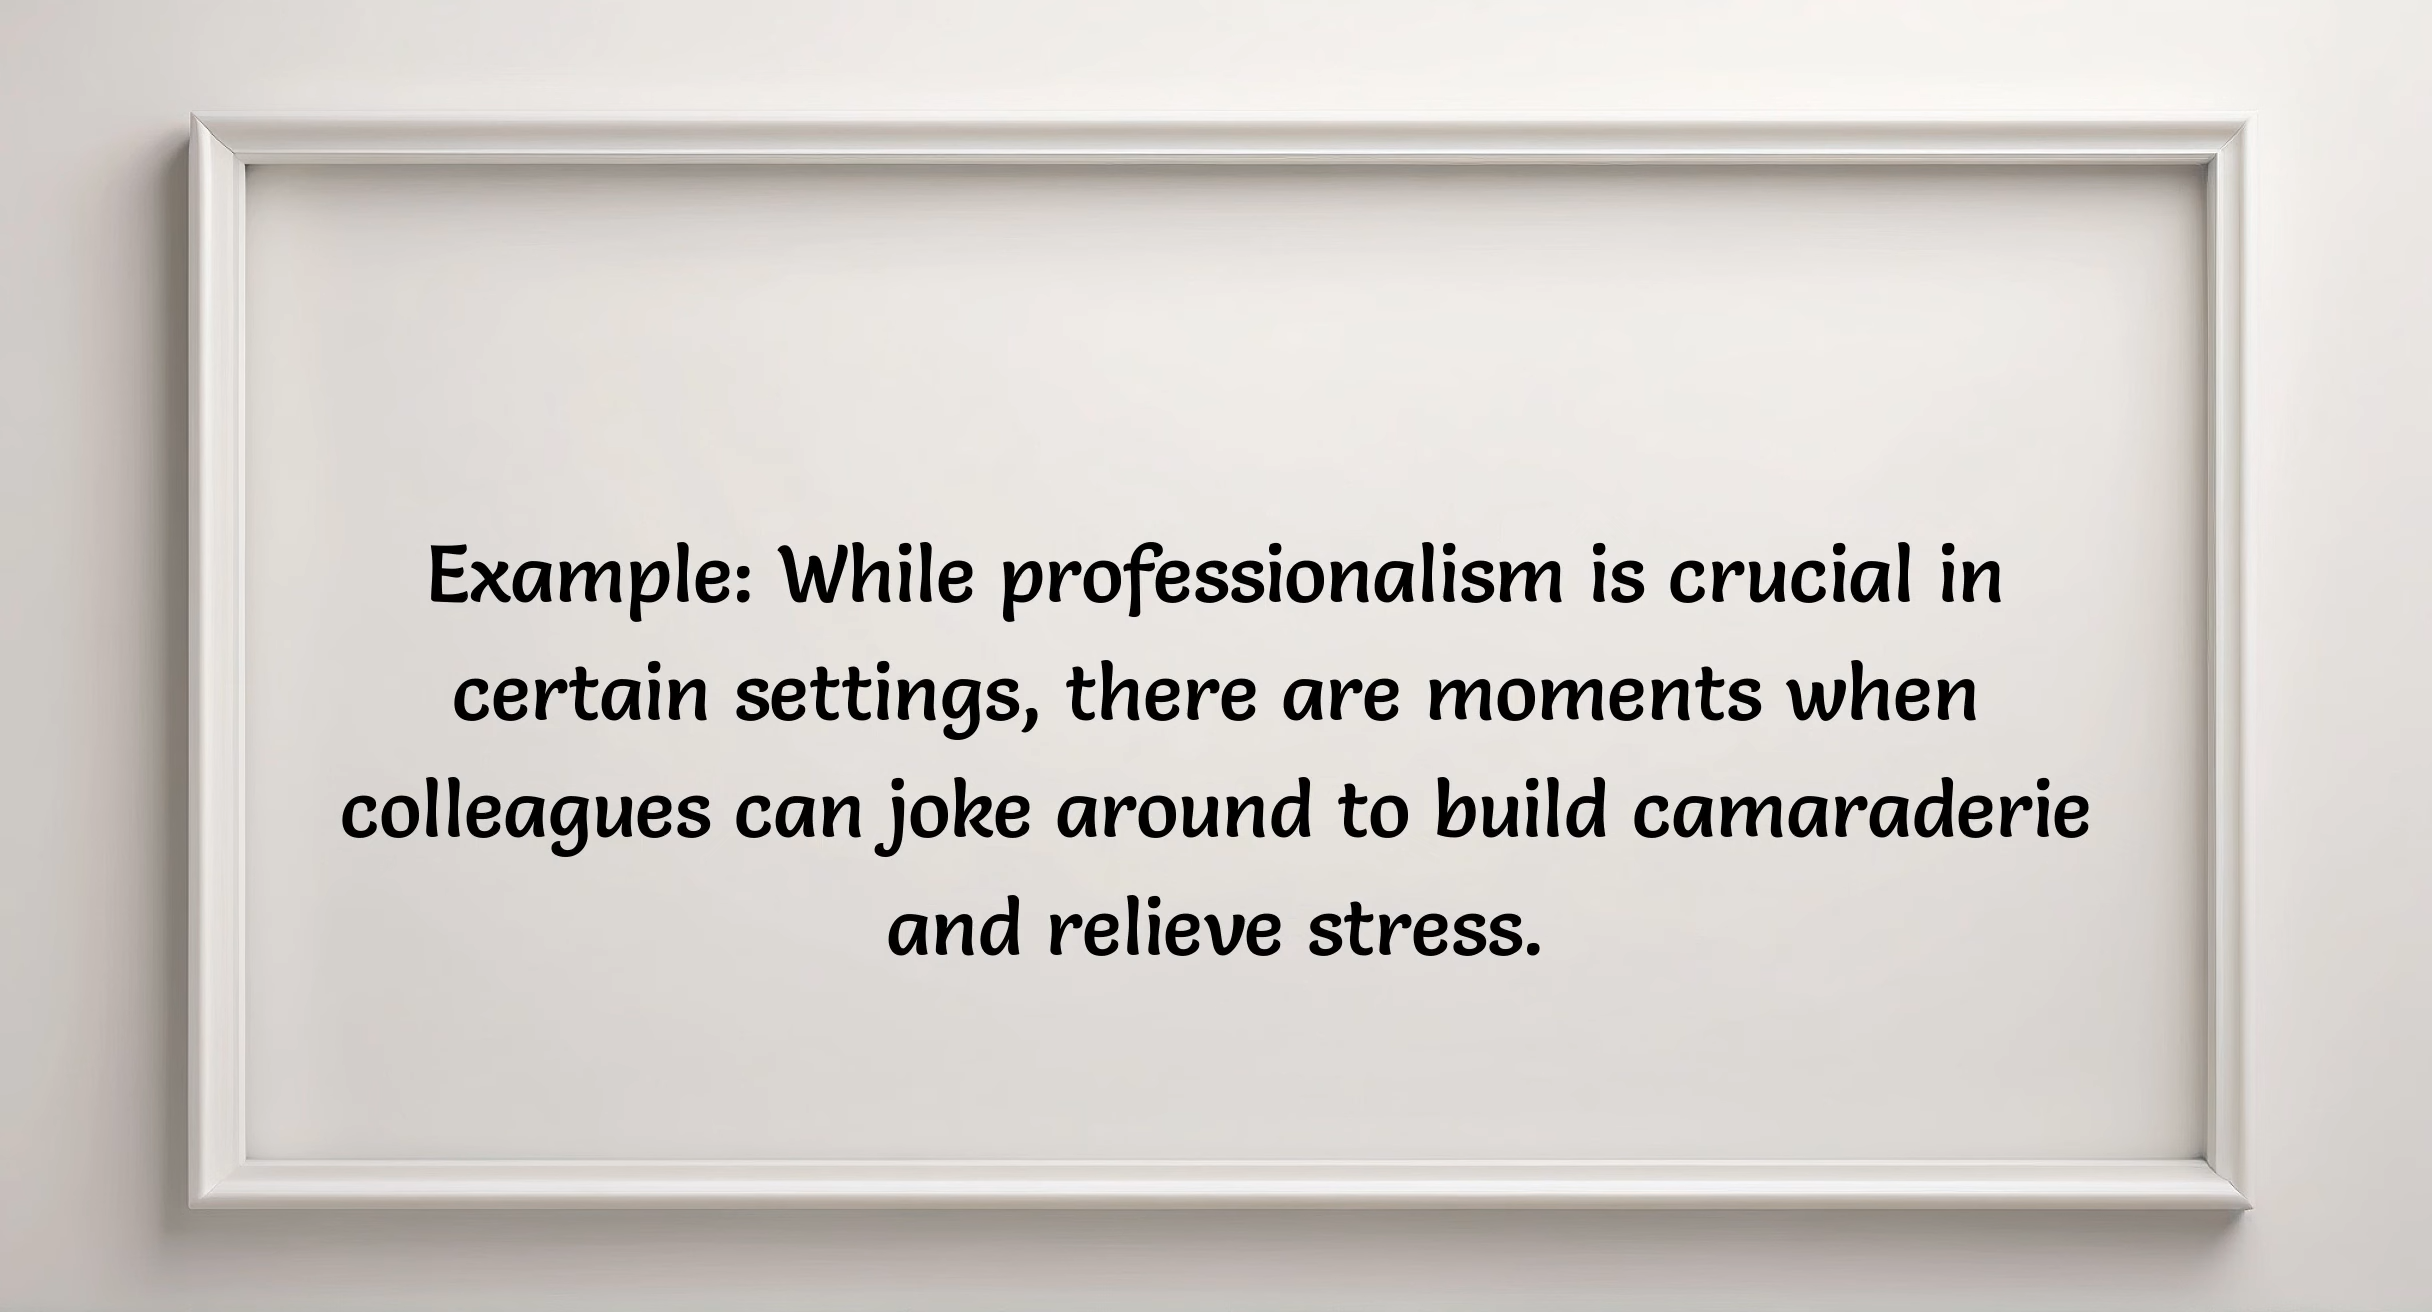 Example: While professionalism is crucial in
certain settings, there are moments when
colleagues can joke around to build camaraderie
and relieve stress.